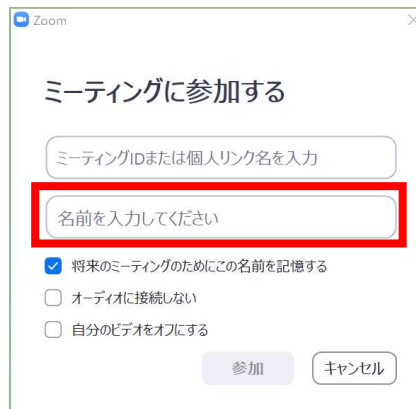 Zoom
ミーティングに参加する
ミーティングIDまたは個人リンク名を入力
名前を入力してください
将来のミーティングのためにこの名前を記憶する
オーディオに接続しない
自分のビデオをオフにする
参加 キャンセル